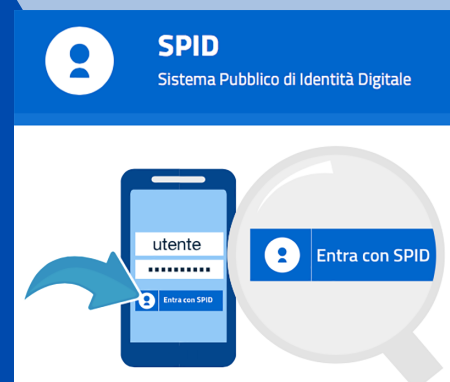 SPID
Sistema Pubblico di Identità Digitale
utente
••••••••••
Entra con SPID
Entra con SPID